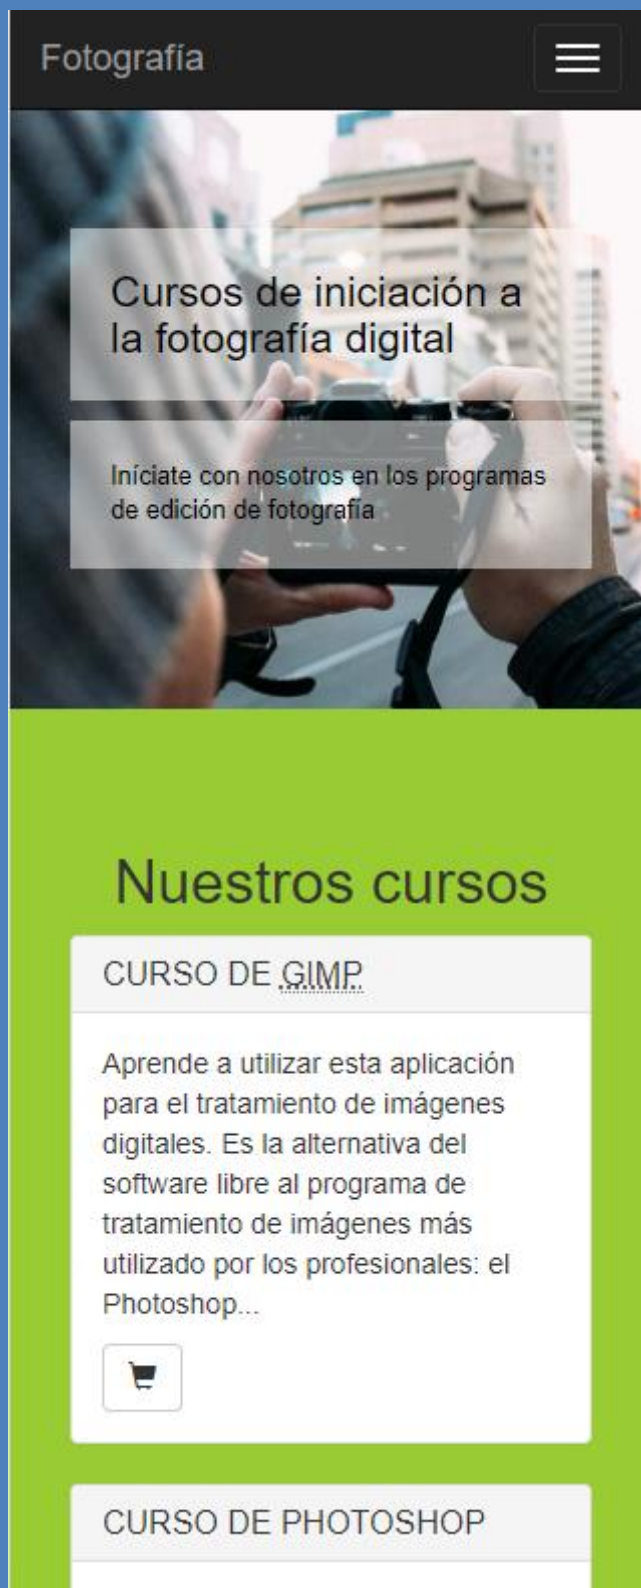 Fotografía
Cursos de iniciación a
la fotografía digital
Iníciate con nosotros en los programas
de edición de fotografía
Nuestros cursos
CURSO DE GIMP
Aprende a utilizar esta aplicación
para el tratamiento de imágenes
digitales. Es la alternativa del
software libre al programa de
tratamiento de imágenes más
utilizado por los profesionales: el
Photoshop...
CURSO DE PHOTOSHOP